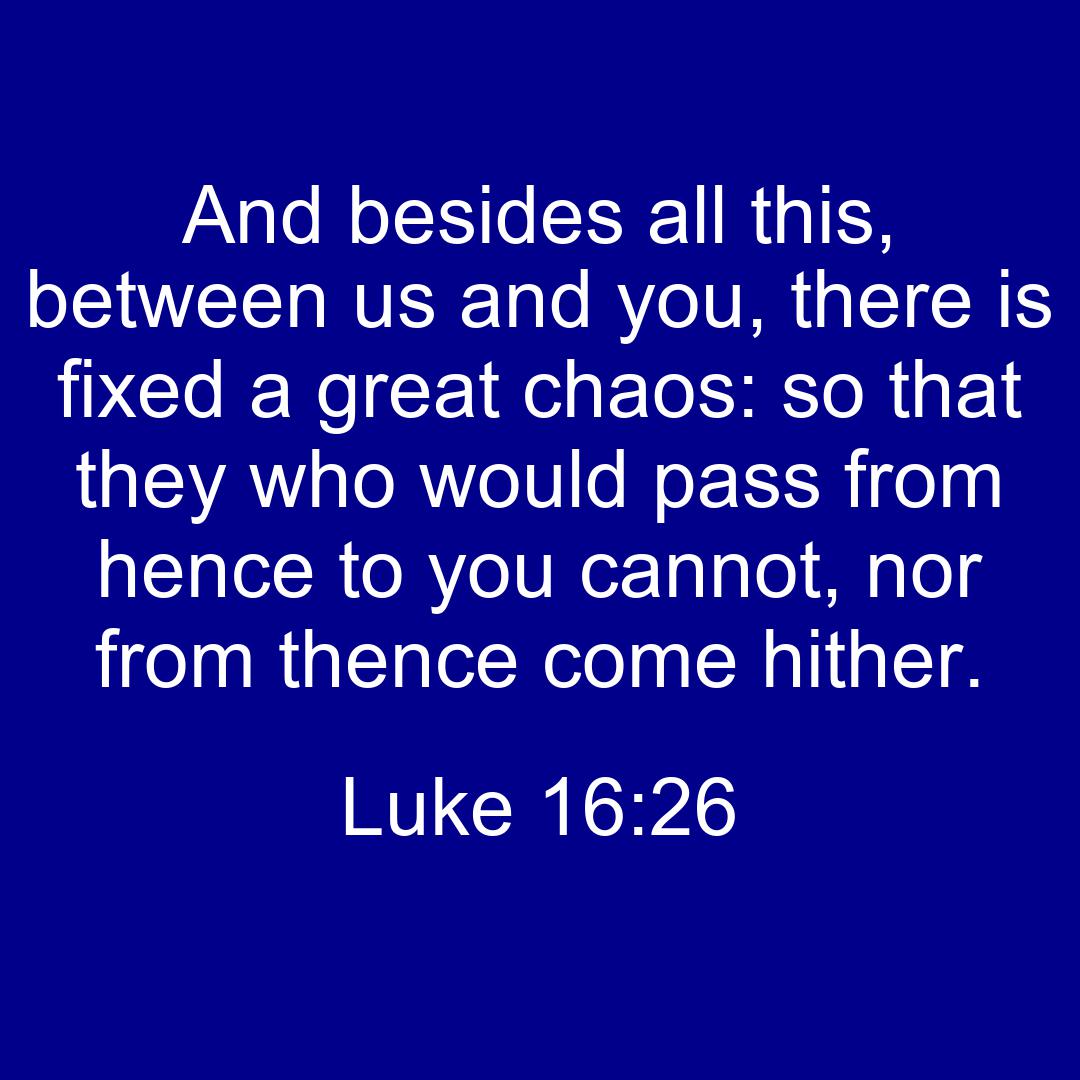 And besides all this,
between us and you, there is
fixed a great chaos: so that
they who would pass from
hence to you cannot, nor
from thence come hither.
Luke 16:26